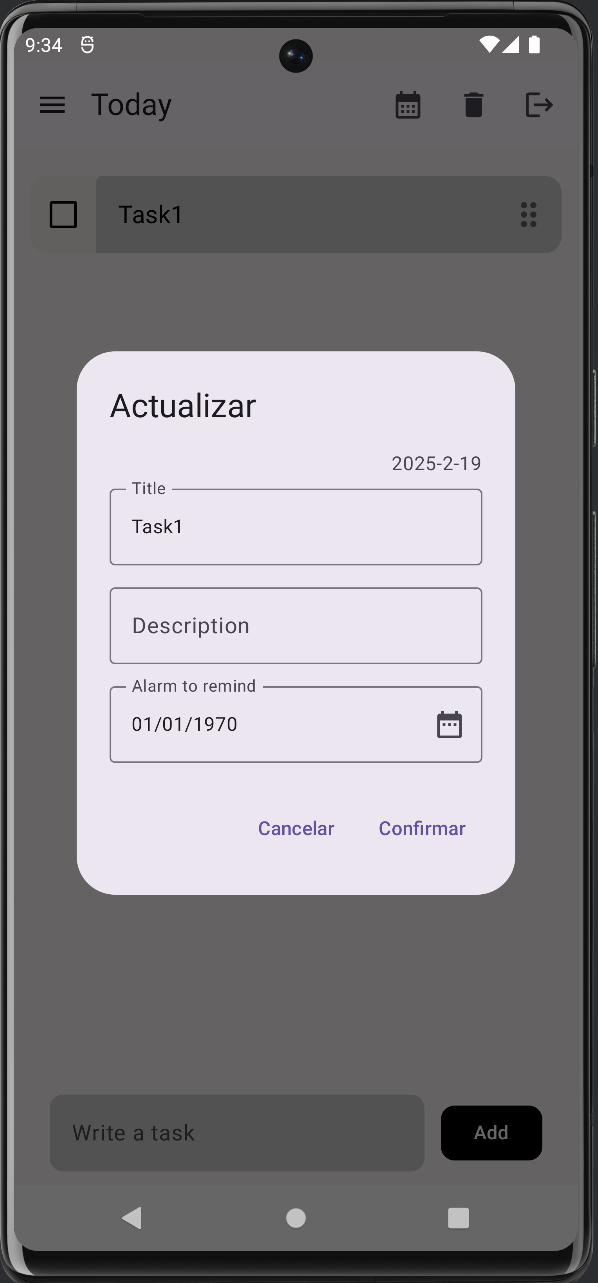 9:34
Today
Task1
Actualizar
2025-2-19
Title
Task1
Description
Alarm to remind
01/01/1970
Cancelar Confirmar
Write a task Add